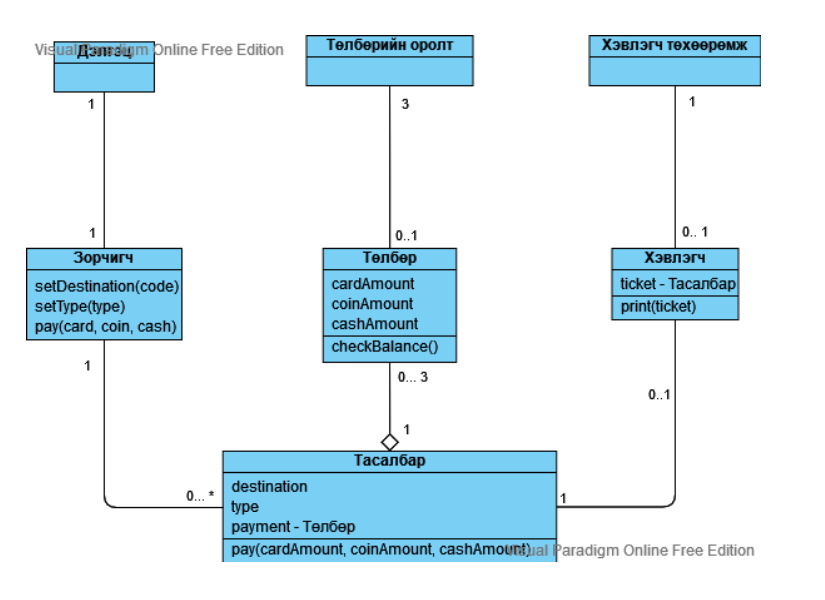 Visual Paradigm Online Free Edition
Дэлгэц
Төлбөрийн оролт
Хэвлэгч төхөөрөмж
1
3
1
1
0..1
0.. 1
Зорчигч
setDestination(code)
setType(type)
pay(card, coin, cash)
Төлбөр
cardAmount
coinAmount
cashAmount
checkBalance()
Хэвлэгч
ticket - Тасалбар
print(ticket)
1
0... 3
0..1
1
0... *
1
Тасалбар
destination
type
payment - Төлбөр
pay(cardAmount, coinAmount, cashAmount)
Visual Paradigm Online Free Edition